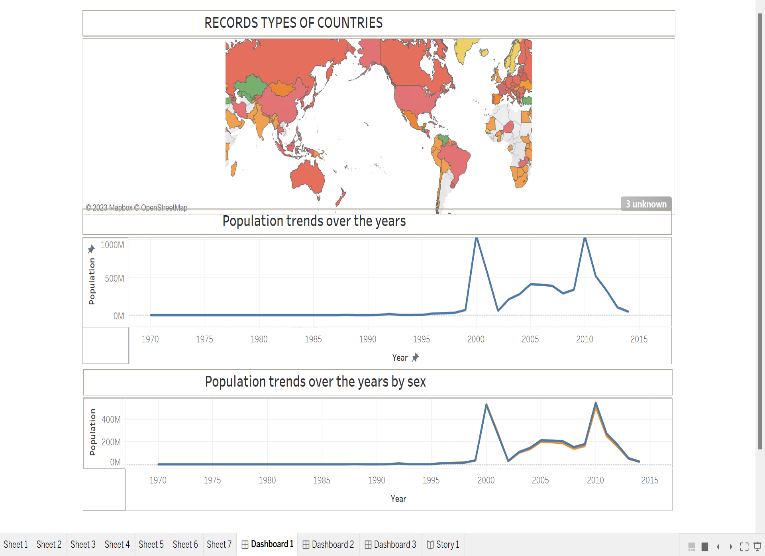 RECORDS TYPES OF COUNTRIES
© 2023 Mapbox © OpenStreetMap
3 unknown
Population trends over the years
Population
1000M
500M
0M
1970 1975 1980 1985 1990 1995 2000 2005 2010 2015
Year
Population trends over the years by sex
Population
400M
200M
0M
1970 1975 1980 1985 1990 1995 2000 2005 2010 2015
Year
Sheet 1 Sheet 2 Sheet 3 Sheet 4 Sheet 5 Sheet 6 Sheet 7 Dashboard 1 Dashboard 2 Dashboard 3 Story 1